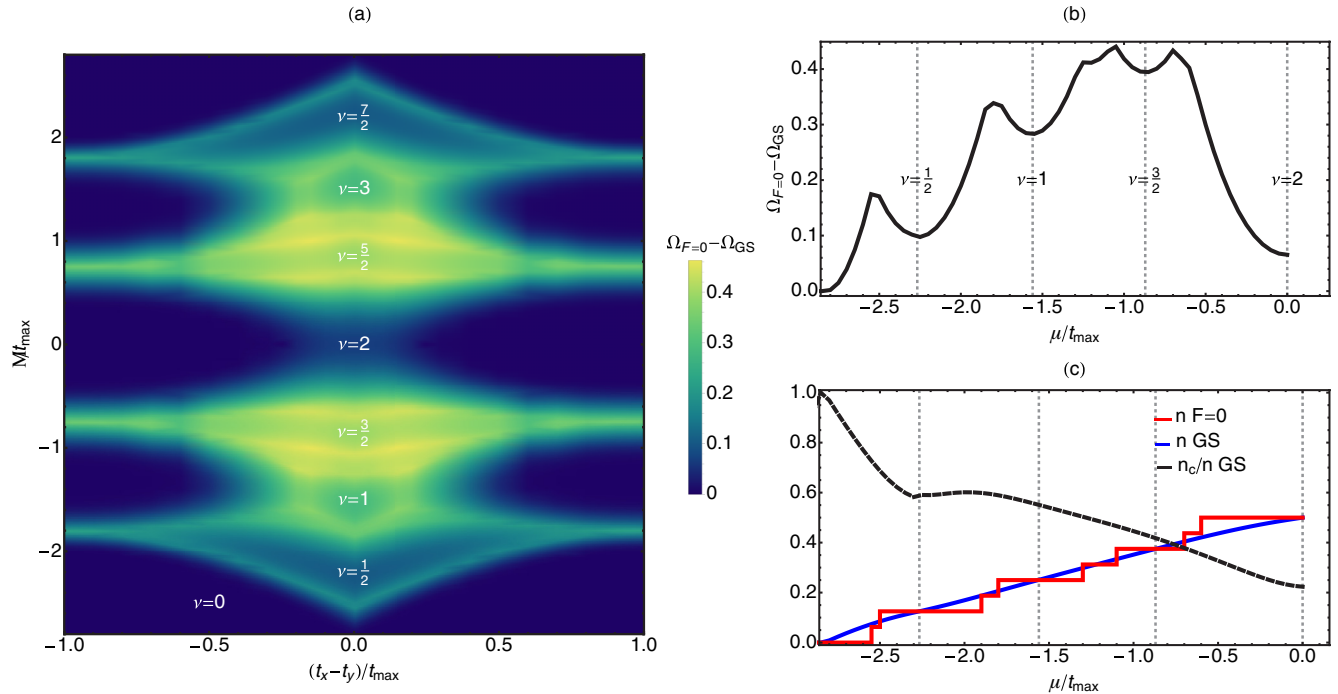 (a)
ν=7/2
ν=3
ν=5/2
ν=2
ν=3/2
ν=1
ν=1/2
ν=0
2
1
0
−1
−2
Mt_max
−1.0 −0.5 0.0 0.5 1.0
(t_x−t_y)/t_max
Ω_F=0−Ω_GS
0.4
0.3
0.2
0.1
0
(b)
0.4
0.3
0.2
0.1
0.0
Ω_F=0−Ω_GS
ν=1/2 ν=1 ν=3/2 ν=2
−2.5 −2.0 −1.5 −1.0 −0.5 0.0
μ/t_max
(c)
1.0
0.8
0.6
0.4
0.2
0.0
n F=0
n GS
n_c/n GS
−2.5 −2.0 −1.5 −1.0 −0.5 0.0
μ/t_max